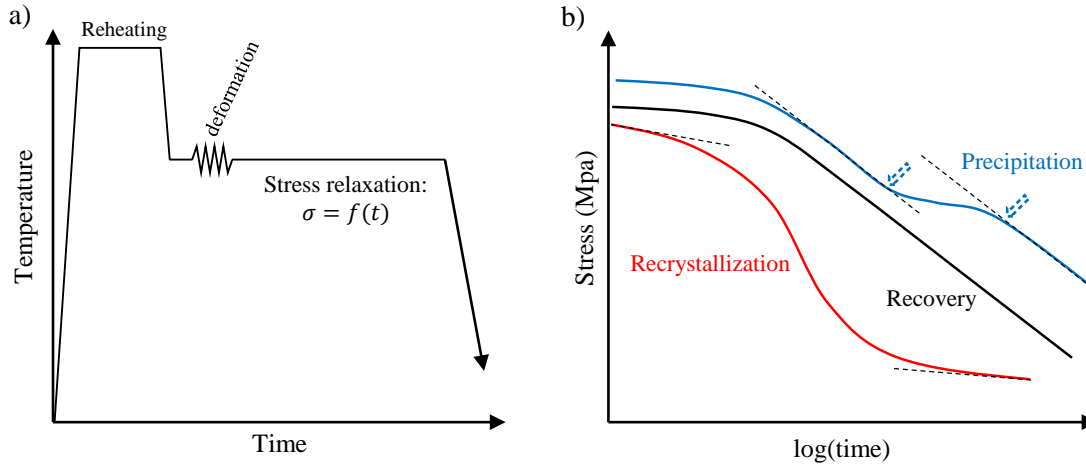 a)
Reheating
deformation
Stress relaxation:
σ = f(t)
Temperature
Time
b)
Precipitation
Recrystallization
Recovery
Stress (Mpa)
log(time)